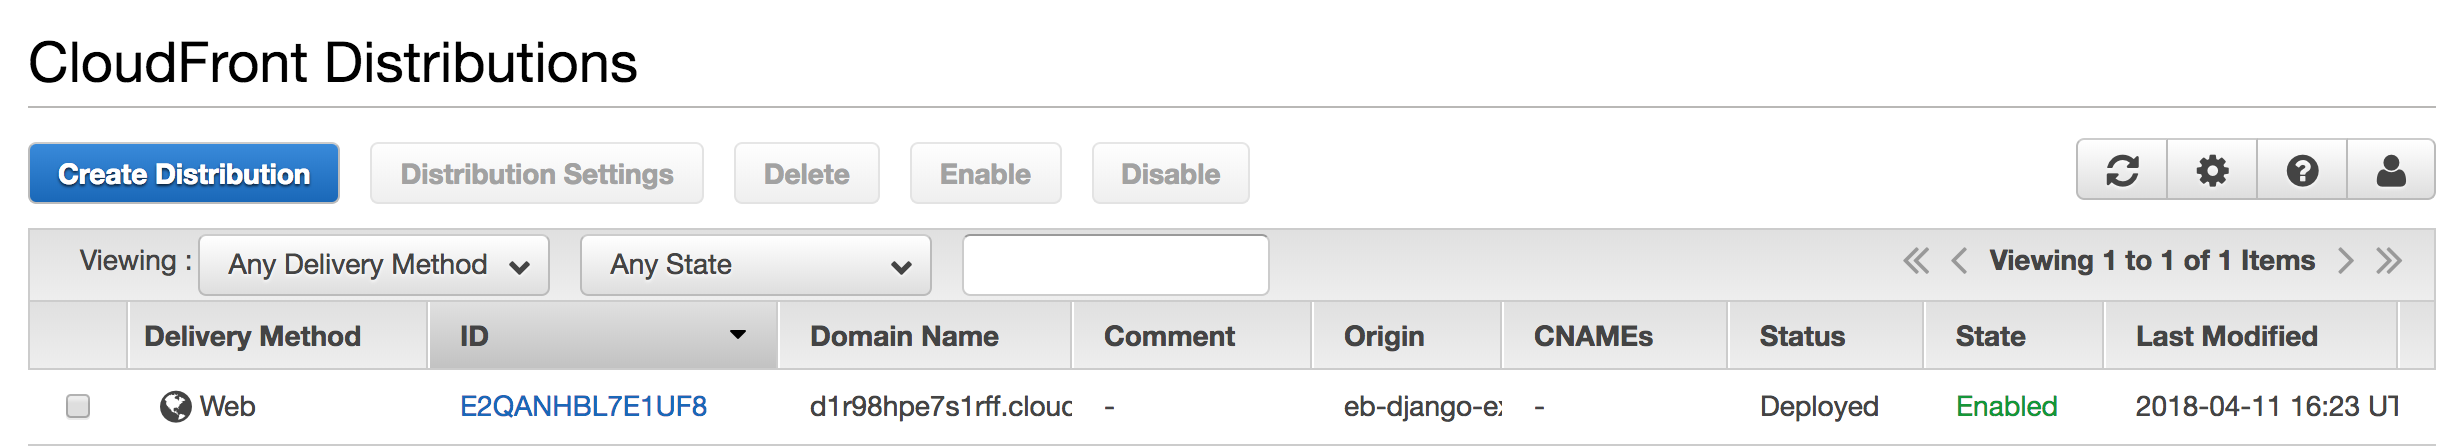 CloudFront Distributions
Create Distribution Distribution Settings Delete Enable Disable
Viewing : Any Delivery Method Any State Viewing 1 to 1 of 1 Items
Delivery Method ID Domain Name Comment Origin CNAMEs Status State Last Modified
Web E2QANHBL7E1UF8 d1r98hpe7s1rff.clouc - eb-django-ex - Deployed Enabled 2018-04-11 16:23 UT